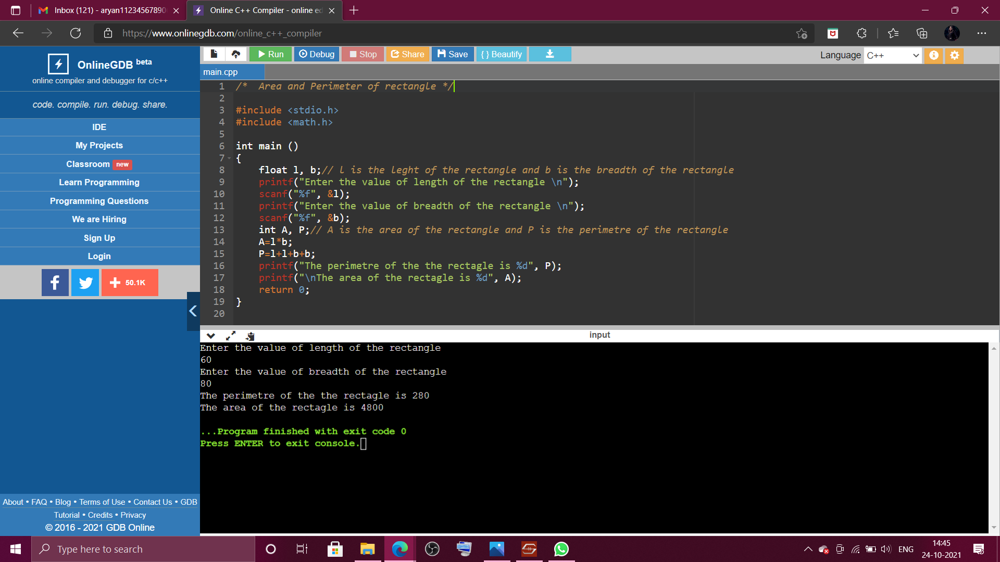 Inbox (121) - aryan11234567890
Online C++ Compiler - online ed
https://www.onlinegdb.com/online_c++_compiler
OnlineGDB beta
online compiler and debugger for c/c++
code. compile. run. debug. share.
IDE
My Projects
Classroom new
Learn Programming
Programming Questions
We are Hiring
Sign Up
Login
f
50.1K
About • FAQ • Blog • Terms of Use • Contact Us • GDB
Tutorial • Credits • Privacy
© 2016 - 2021 GDB Online
Run Debug Stop Share Save { } Beautify
Language C++
main.cpp
1 /*  Area and Perimeter of rectangle */
2
3 #include <stdio.h>
4 #include <math.h>
5
6 int main ()
7 {
8     float l, b;// l is the leght of the rectangle and b is the breadth of the rectangle
9     printf("Enter the value of length of the rectangle \n");
10     scanf("%f", &l);
11     printf("Enter the value of breadth of the rectangle \n");
12     scanf("%f", &b);
13     int A, P;// A is the area of the rectangle and P is the perimetre of the rectangle
14     A=l*b;
15     P=l+l+b+b;
16     printf("The perimetre of the the rectagle is %d", P);
17     printf("\nThe area of the rectagle is %d", A);
18     return 0;
19 }
20
input
Enter the value of length of the rectangle
60
Enter the value of breadth of the rectangle
80
The perimetre of the the rectagle is 280
The area of the rectagle is 4800
...Program finished with exit code 0
Press ENTER to exit console.
Type here to search
ENG
14:45
24-10-2021